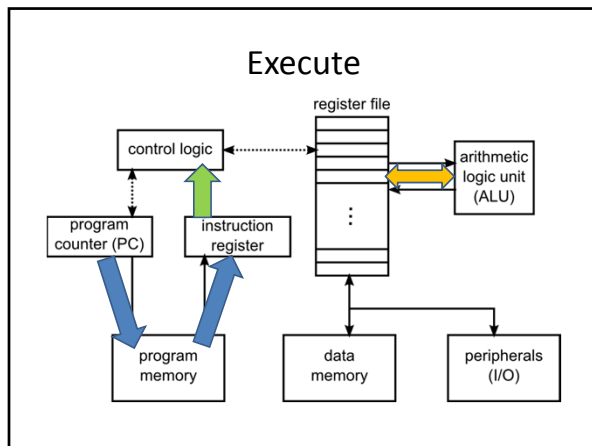 Execute
register file
control logic
arithmetic
logic unit
(ALU)
program
counter (PC)
instruction
register
program
memory
data
memory
peripherals
(I/O)